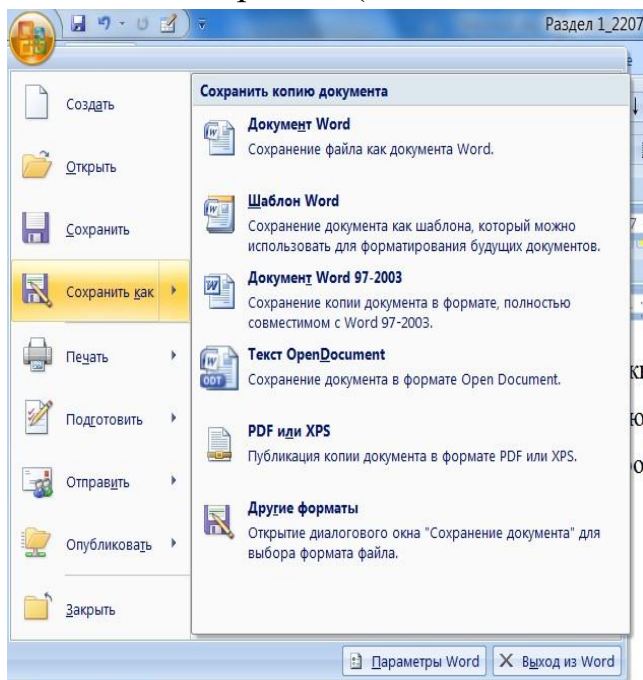 Раздел 1_2207
Создать
Открыть
Сохранить
Сохранить как
Печать
Подготовить
Отправить
Опубликовать
Закрыть
Сохранить копию документа
Документ Word
Сохранение файла как документа Word.
Шаблон Word
Сохранение документа как шаблона, который можно
использовать для форматирования будущих документов.
Документ Word 97-2003
Сохранение копии документа в формате, полностью
совместимом с Word 97-2003.
Текст OpenDocument
Сохранение документа в формате Open Document.
ODT
PDF или XPS
Публикация копии документа в формате PDF или XPS.
Другие форматы
Открытие диалогового окна "Сохранение документа" для
выбора формата файла.
Параметры Word
Выход из Word